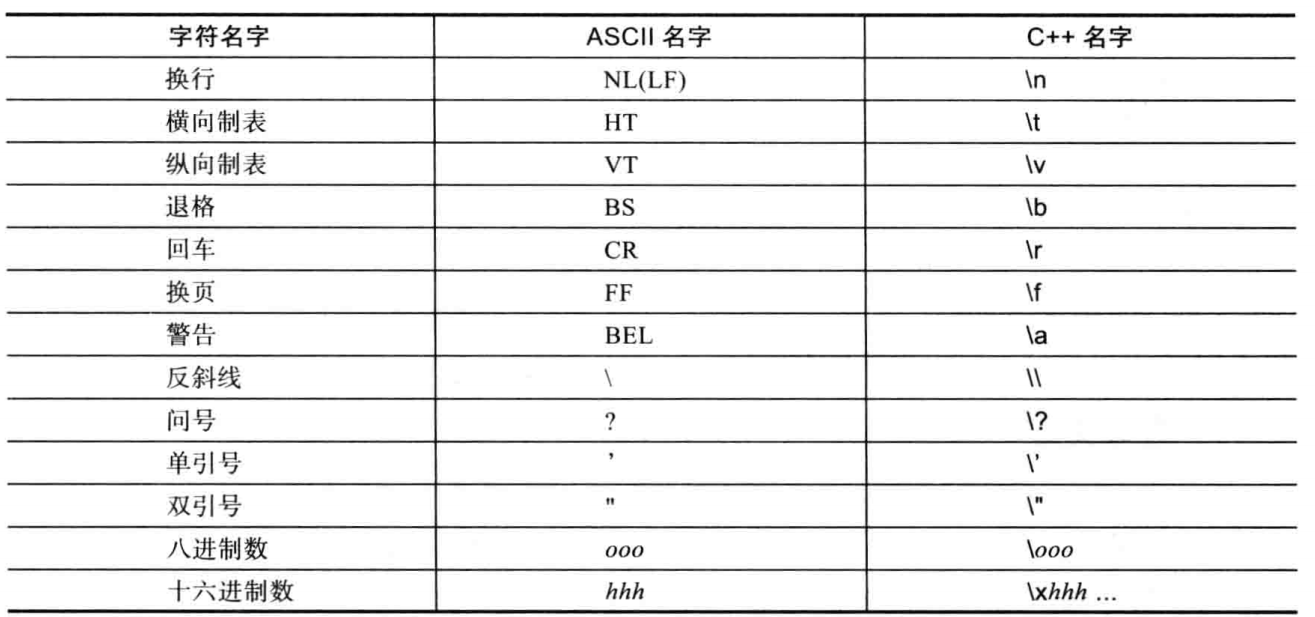 字符名字 ASCII 名字 C++ 名字
换行 NL(LF) \n
横向制表 HT \t
纵向制表 VT \v
退格 BS \b
回车 CR \r
换页 FF \f
警告 BEL \a
反斜线 \ \\
问号 ? \?
单引号 ’ \’
双引号 " \"
八进制数 ooo \ooo
十六进制数 hhh \xhhh ...